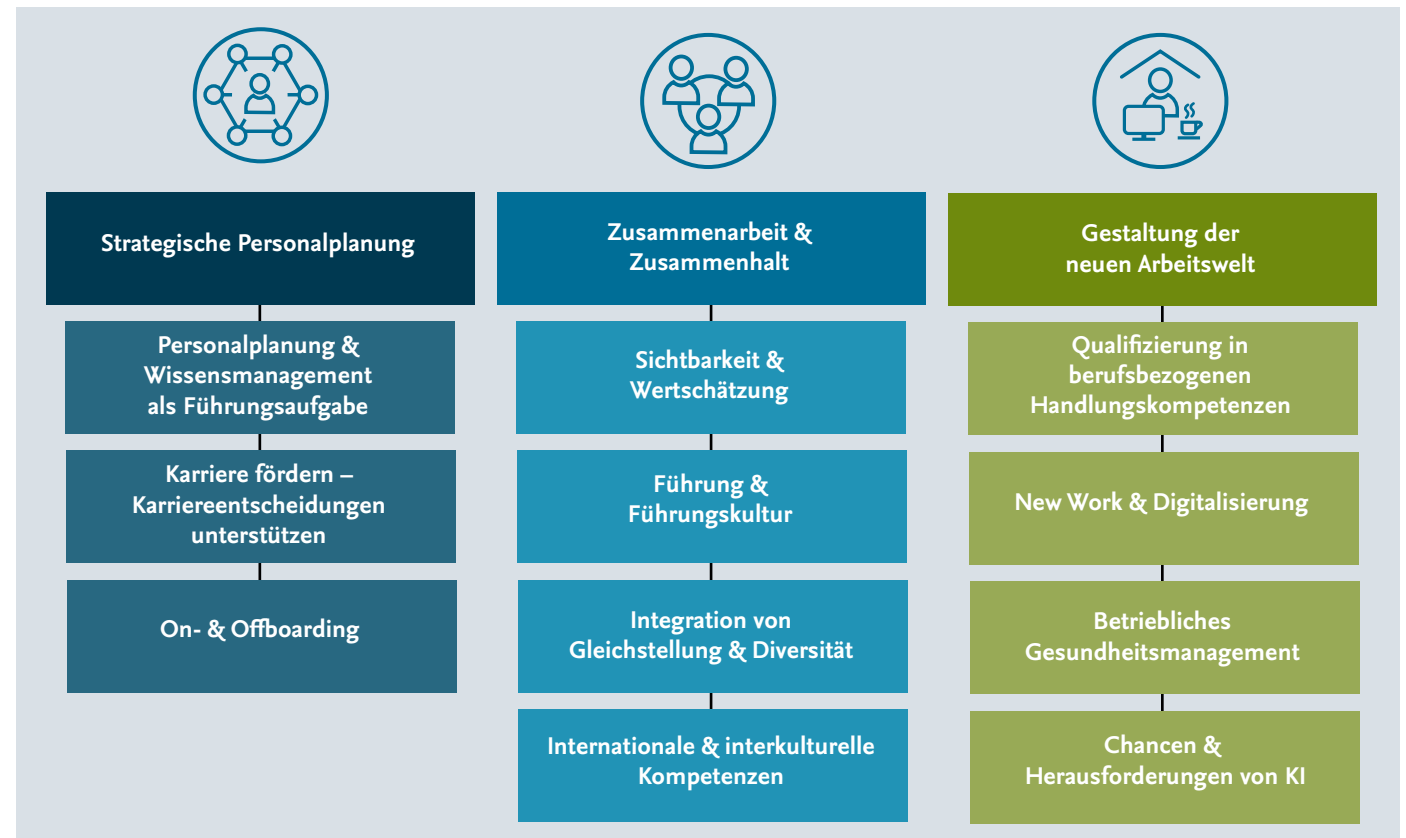 Strategische Personalplanung
Personalplanung &
Wissensmanagement
als Führungsaufgabe
Karriere fördern –
Karriereentscheidungen
unterstützen
On- & Offboarding
Zusammenarbeit &
Zusammenhalt
Sichtbarkeit &
Wertschätzung
Führung &
Führungskultur
Integration von
Gleichstellung & Diversität
Internationale & interkulturelle
Kompetenzen
Gestaltung der
neuen Arbeitswelt
Qualifizierung in
berufsbezogenen
Handlungskompetenzen
New Work & Digitalisierung
Betriebliches
Gesundheitsmanagement
Chancen &
Herausforderungen von KI